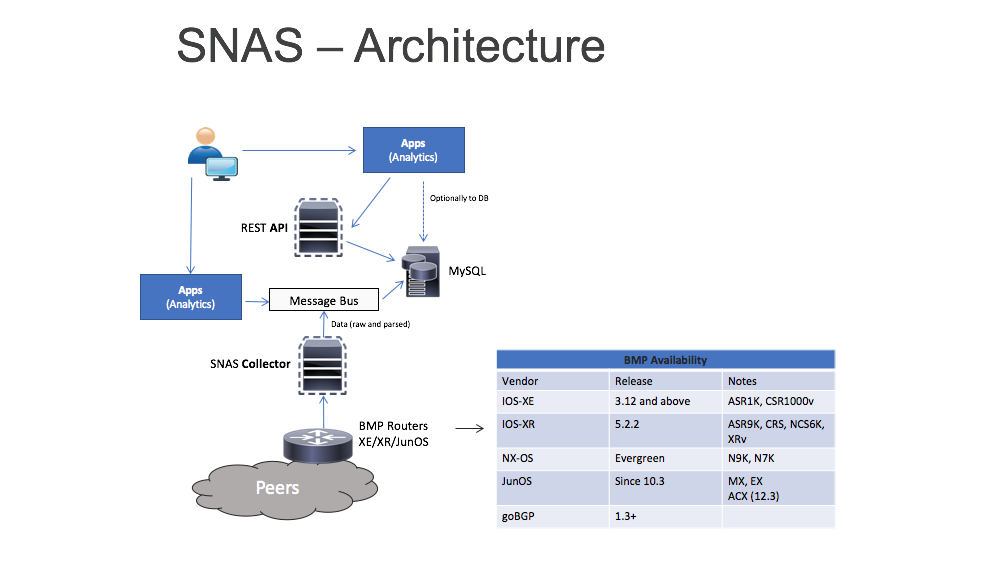 SNAS – Architecture
Apps
(Analytics)
Optionally to DB
REST API
MySQL
Apps
(Analytics)
Message Bus
Data (raw and parsed)
SNAS Collector
BMP Routers
XE/XR/JunOS
Peers
BMP Availability
Vendor Release Notes
IOS-XE 3.12 and above ASR1K, CSR1000v
IOS-XR 5.2.2 ASR9K, CRS, NCS6K,
XRv
NX-OS Evergreen N9K, N7K
JunOS Since 10.3 MX, EX
ACX (12.3)
goBGP 1.3+